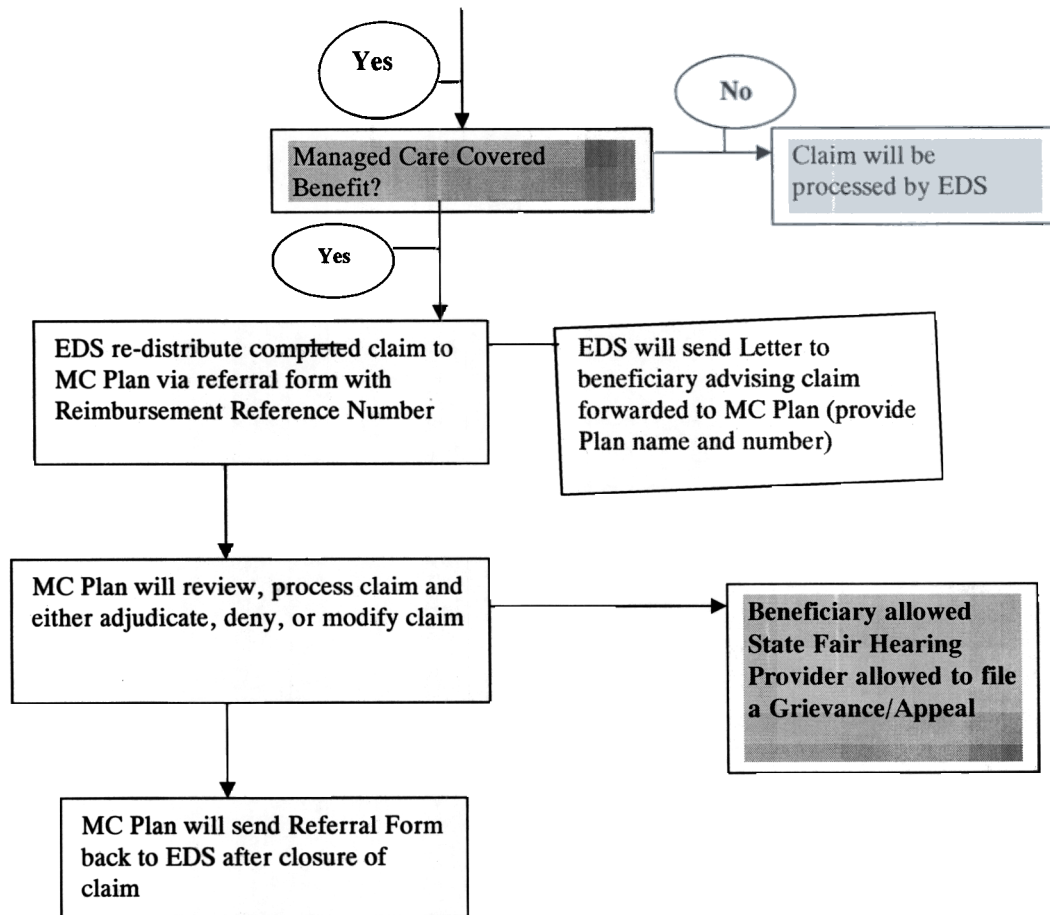 Yes
No
Managed Care Covered
Benefit?
Claim will be
processed by EDS
Yes
EDS re-distribute completed claim to
MC Plan via referral form with
Reimbursement Reference Number
EDS will send Letter to
beneficiary advising claim
forwarded to MC Plan (provide
Plan name and number)
MC Plan will review, process claim and
either adjudicate, deny, or modify claim
Beneficiary allowed
State Fair Hearing
Provider allowed to file
a Grievance/Appeal
MC Plan will send Referral Form
back to EDS after closure of
claim